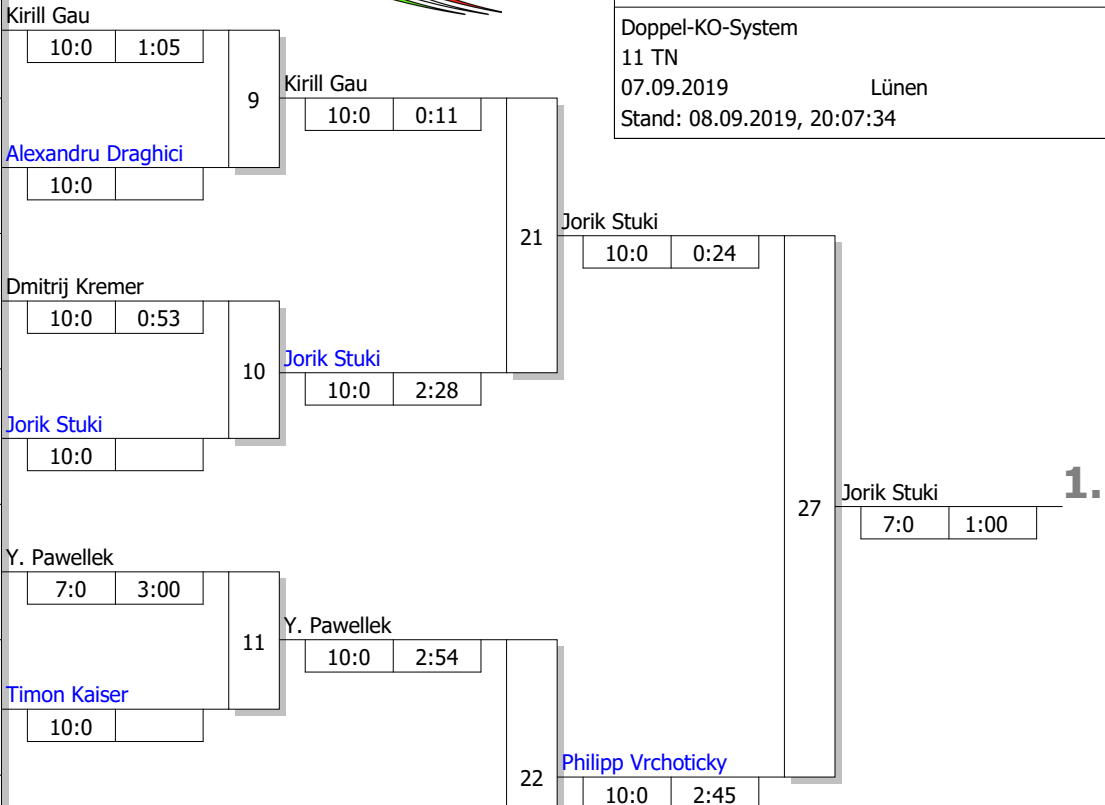 Kirill Gau
10:0 1:05
9
Alexandru Draghici
10:0
Kirill Gau
10:0 0:11
Doppel-KO-System
11 TN
07.09.2019 Lünen
Stand: 08.09.2019, 20:07:34
21
Jorik Stuki
10:0 0:24
Dmitrij Kremer
10:0 0:53
10
Jorik Stuki
10:0
Jorik Stuki
10:0 2:28
27
Jorik Stuki
7:0 1:00
1.
Y. Pawellek
7:0 3:00
11
Timon Kaiser
10:0
Y. Pawellek
10:0 2:54
22
Philipp Vrchoticky
10:0 2:45